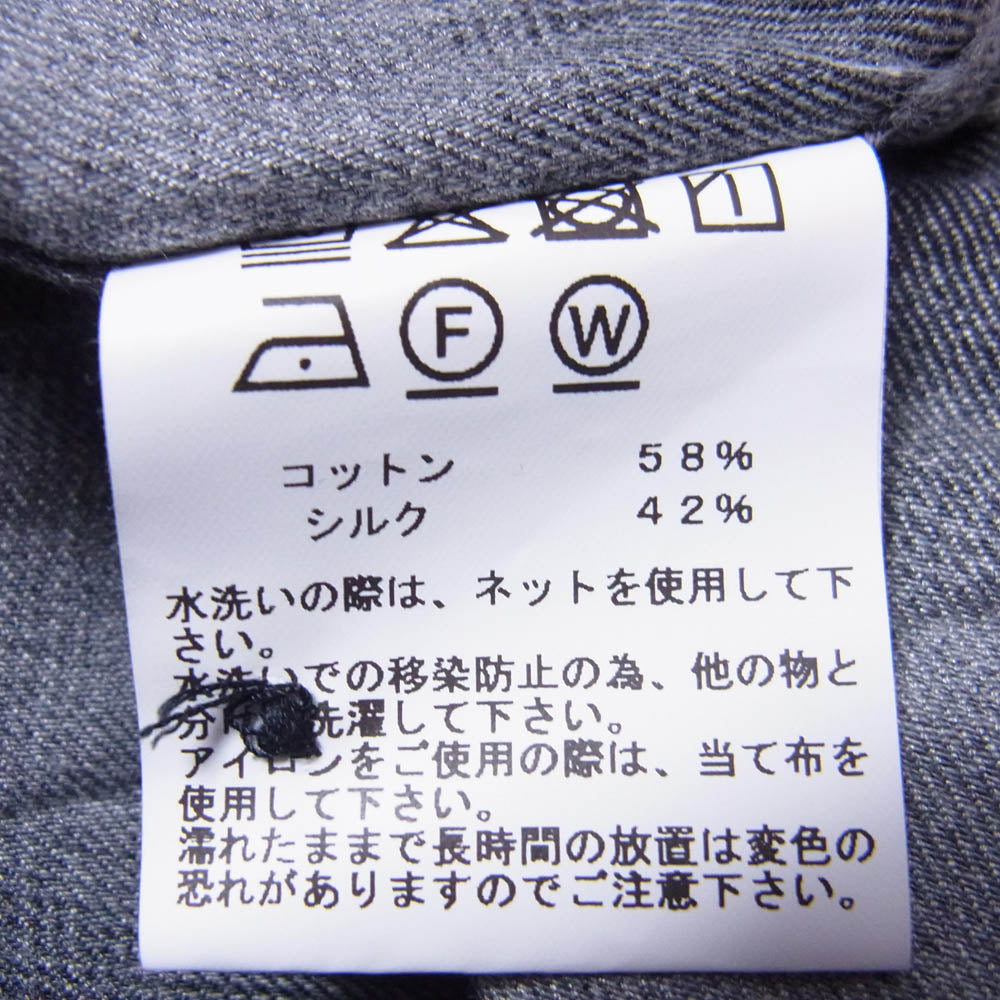 F W
コットン 58%
シルク 42%
水洗いの際は、ネットを使用して下
さい。
水洗いでの移染防止の為、他の物と
洗濯して下さい。
アイロンをご使用の際は、当て布を
使用して下さい。
濡れたままで長時間の放置は変色の
恐れがありますのでご注意下さい。